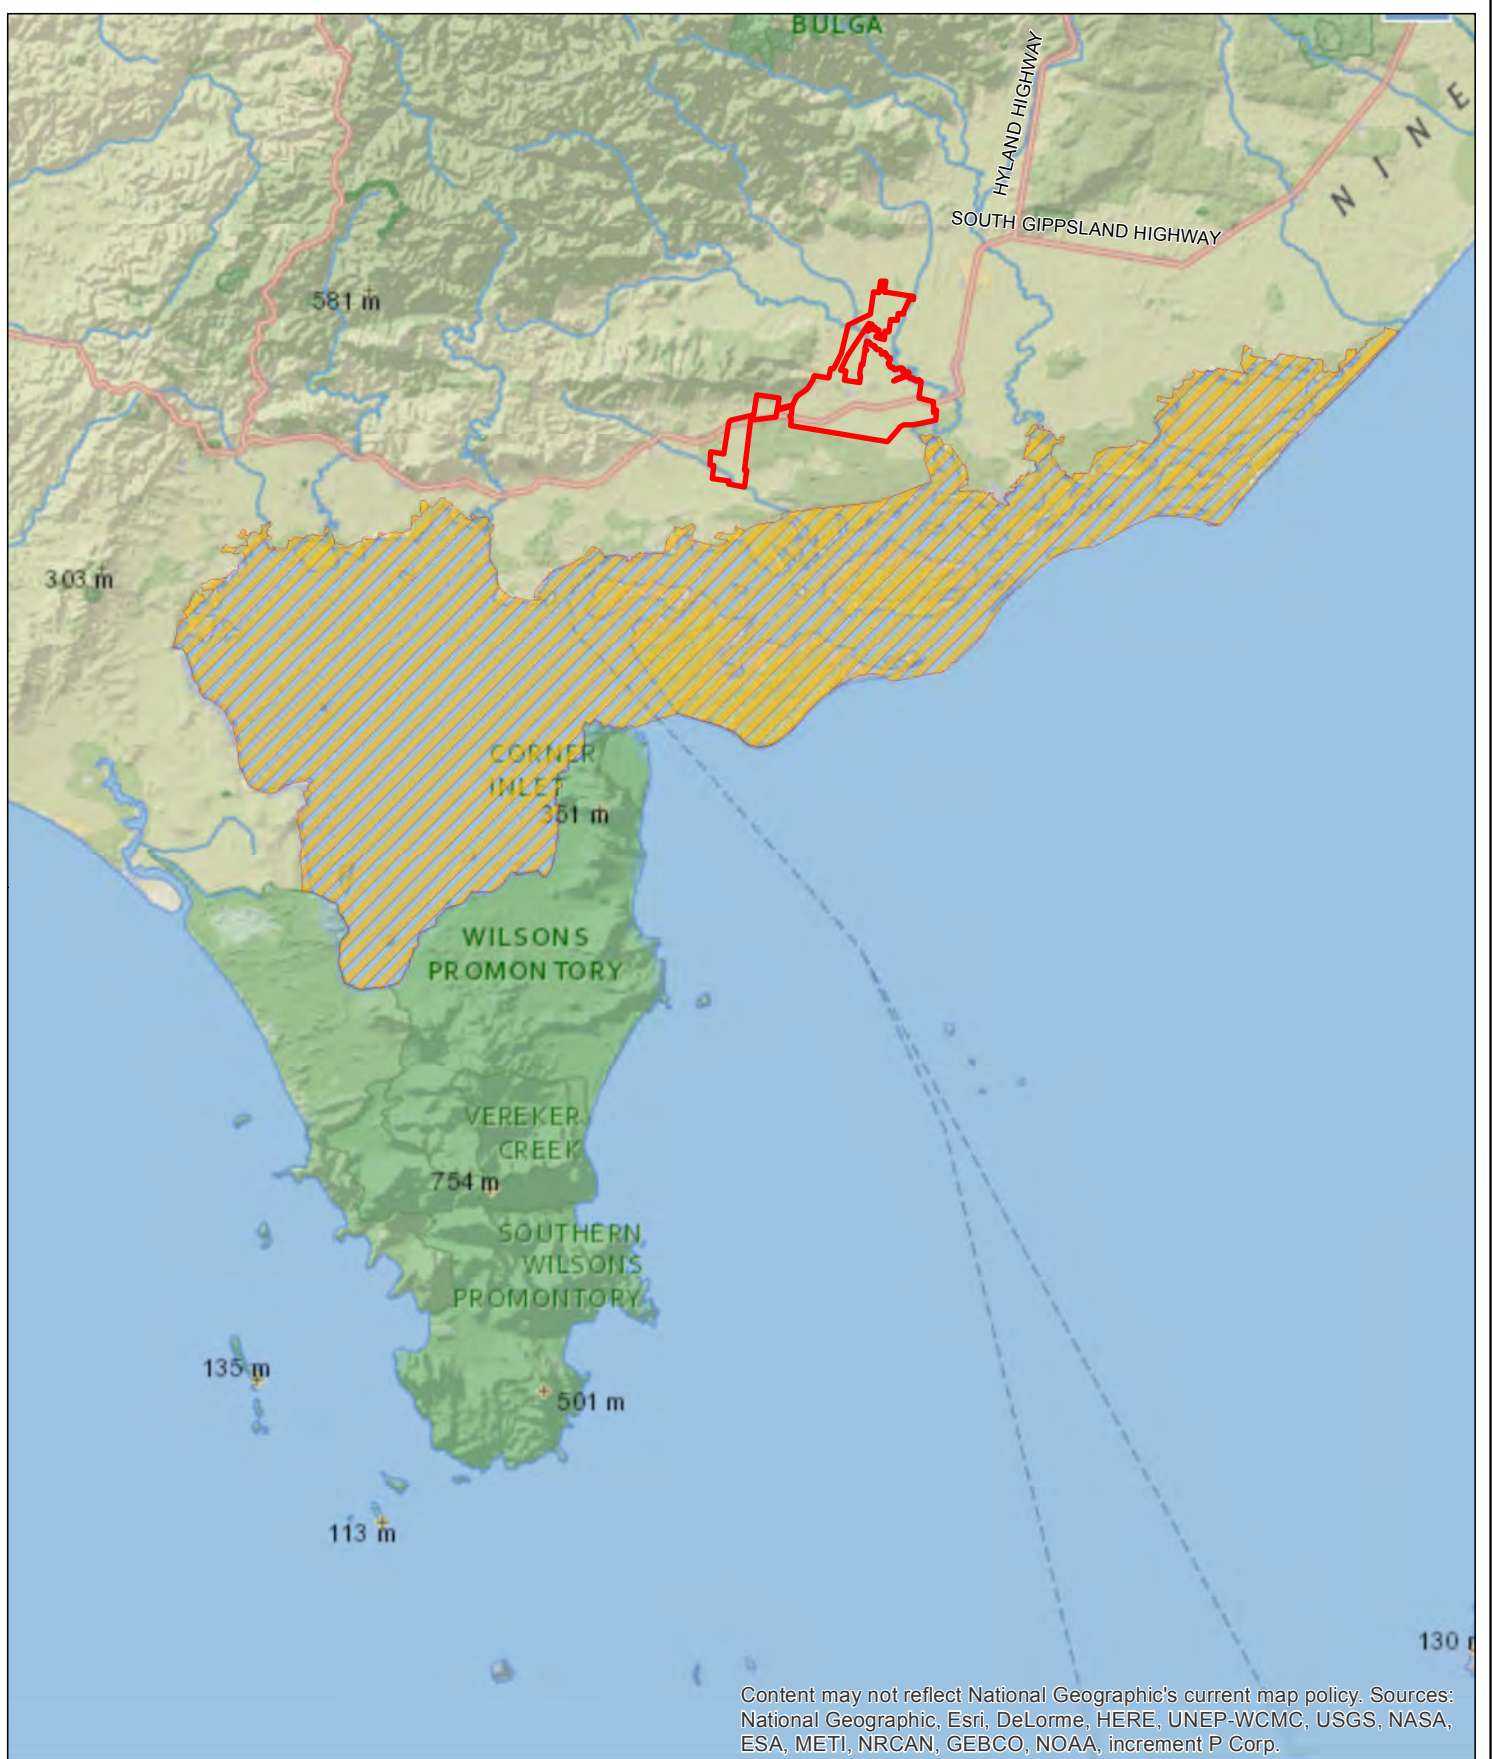 BULGA
HYLAND HIGHWAY
N I N E
SOUTH GIPPSLAND HIGHWAY
581 m
303 m
CORNER
INLET
351 m
WILSONS
PROMONTORY
VEREKER
CREEK
754 m
SOUTHERN
WILSONS
PROMONTORY
135 m
501 m
113 m
130
Content may not reflect National Geographic's current map policy. Sources:
National Geographic, Esri, DeLorme, HERE, UNEP-WCMC, USGS, NASA,
ESA, METI, NRCAN, GEBCO, NOAA, increment P Corp.